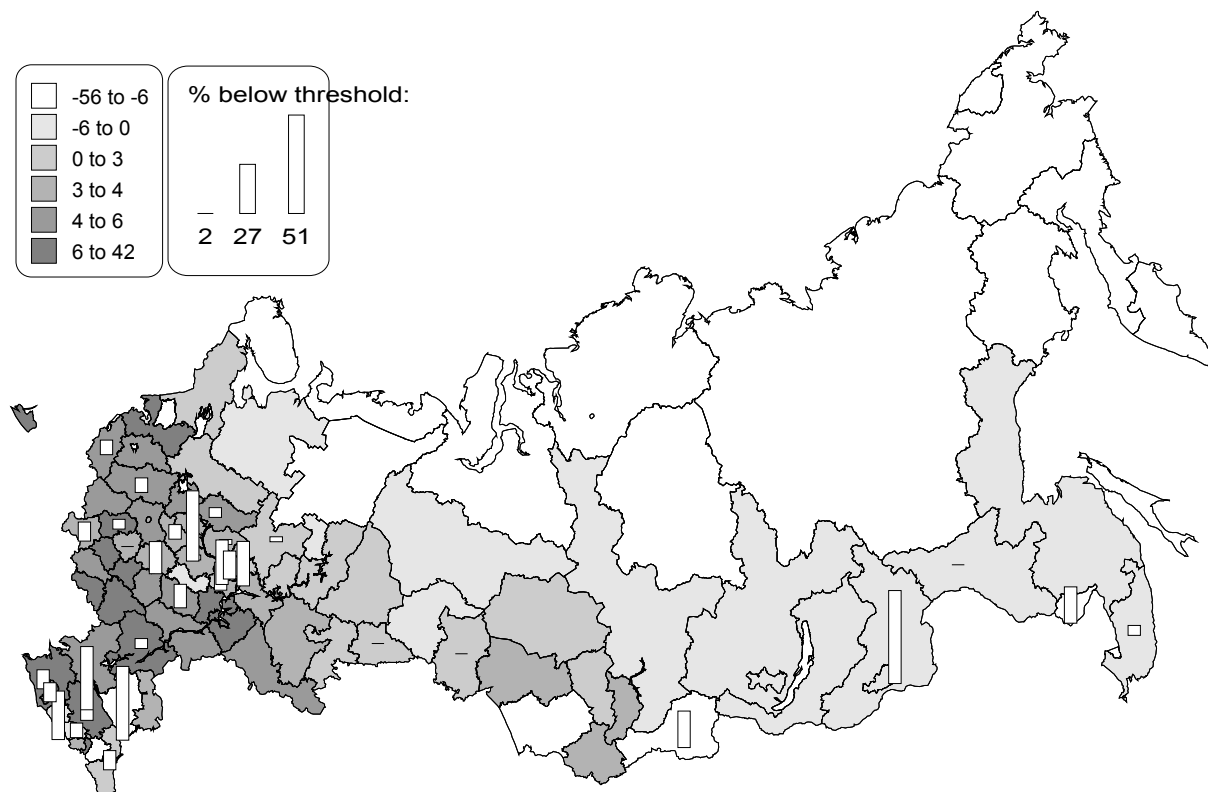 -56 to -6
-6 to 0
0 to 3
3 to 4
4 to 6
6 to 42
% below threshold:
2 27 51